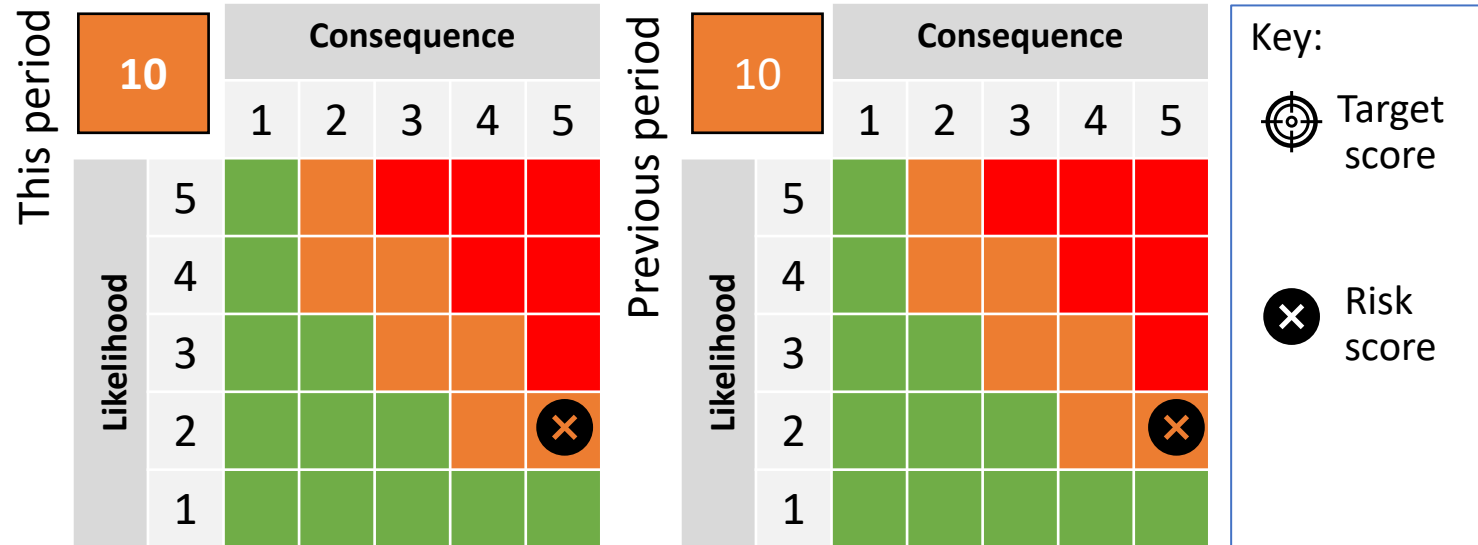 This period
10
Consequence
1 2 3 4 5
Likelihood
5
4
3
2
1
Previous period
10
Consequence
1 2 3 4 5
Likelihood
5
4
3
2
1
Key:
Target
score
Risk
score